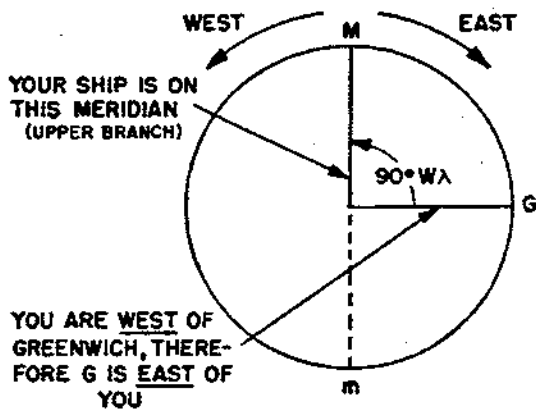 WEST
EAST
M
YOUR SHIP IS ON
THIS MERIDIAN
(UPPER BRANCH)
90° Wλ
G
YOU ARE WEST OF
GREENWICH, THERE-
FORE G IS EAST OF
YOU
m